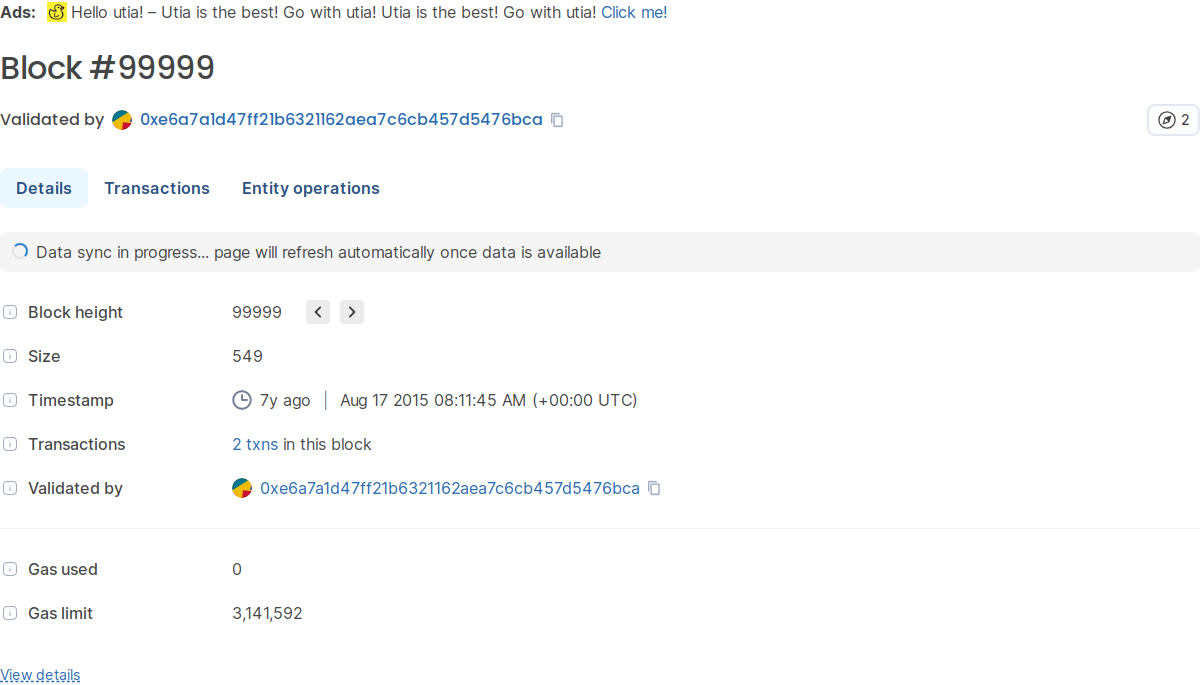 Ads: Hello utia! – Utia is the best! Go with utia! Utia is the best! Go with utia! Click me!
Block #99999
Validated by 0xe6a7a1d47ff21b6321162aea7c6cb457d5476bca
2
Details Transactions Entity operations
Data sync in progress... page will refresh automatically once data is available
Block height 99999
Size 549
Timestamp 7y ago | Aug 17 2015 08:11:45 AM (+00:00 UTC)
Transactions 2 txns in this block
Validated by 0xe6a7a1d47ff21b6321162aea7c6cb457d5476bca
Gas used 0
Gas limit 3,141,592
View details